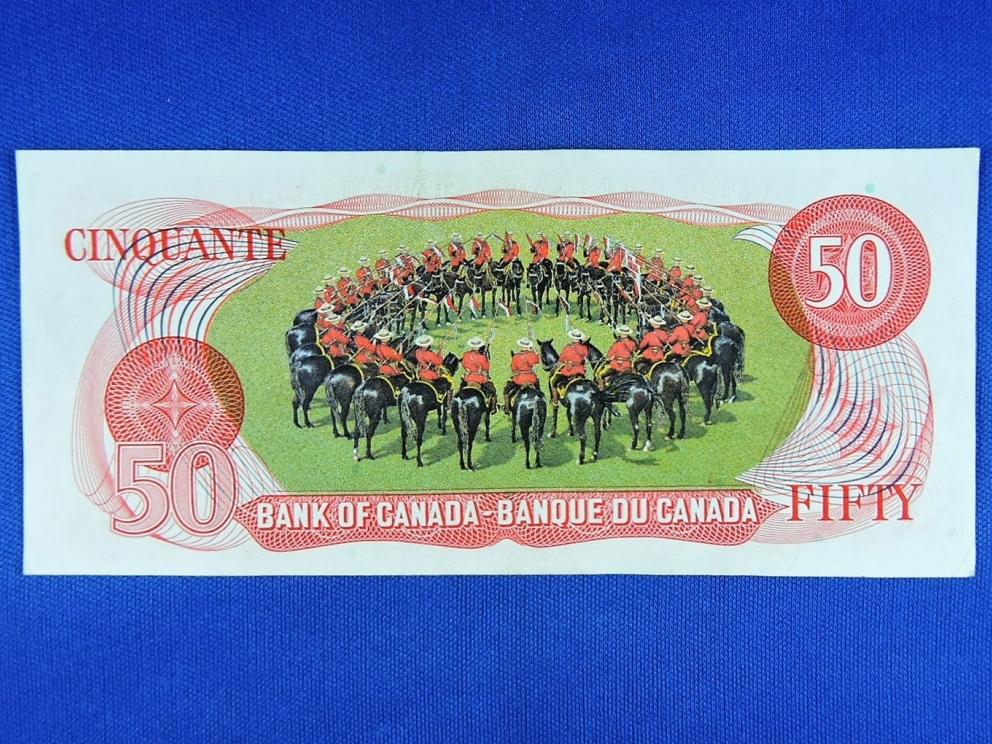 CINQUANTE
50
50
BANK OF CANADA-BANQUE DU CANADA
FIFTY